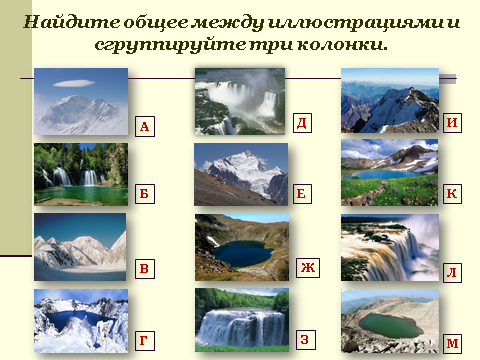 Найдите общее между иллюстрациями и
сгруппируйте три колонки.
А
Д
И
Б
Е
К
В
Ж
Л
Г
З
М